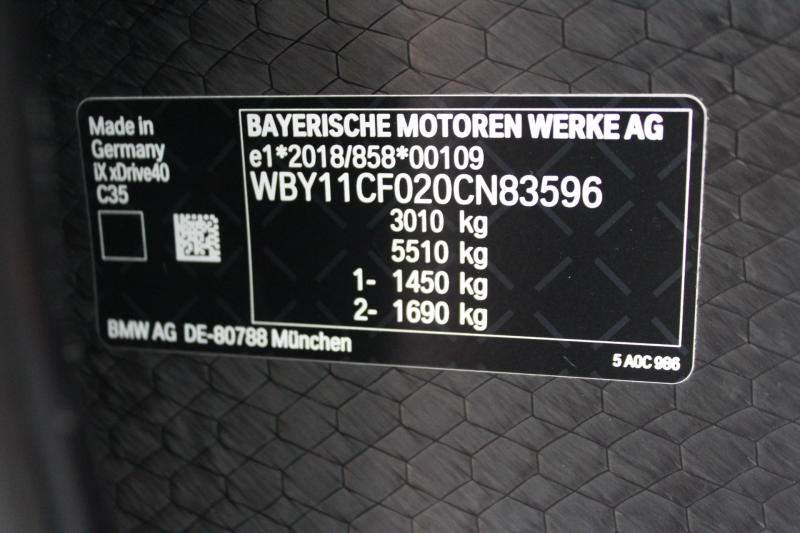 Made in
Germany
IX xDrive40
C35
BAYERISCHE MOTOREN WERKE AG
e1*2018/858*00109
WBY11CF020CN83596
3010 kg
5510 kg
1- 1450 kg
2- 1690 kg
BMW AG DE-80788 München
5 A0C 986